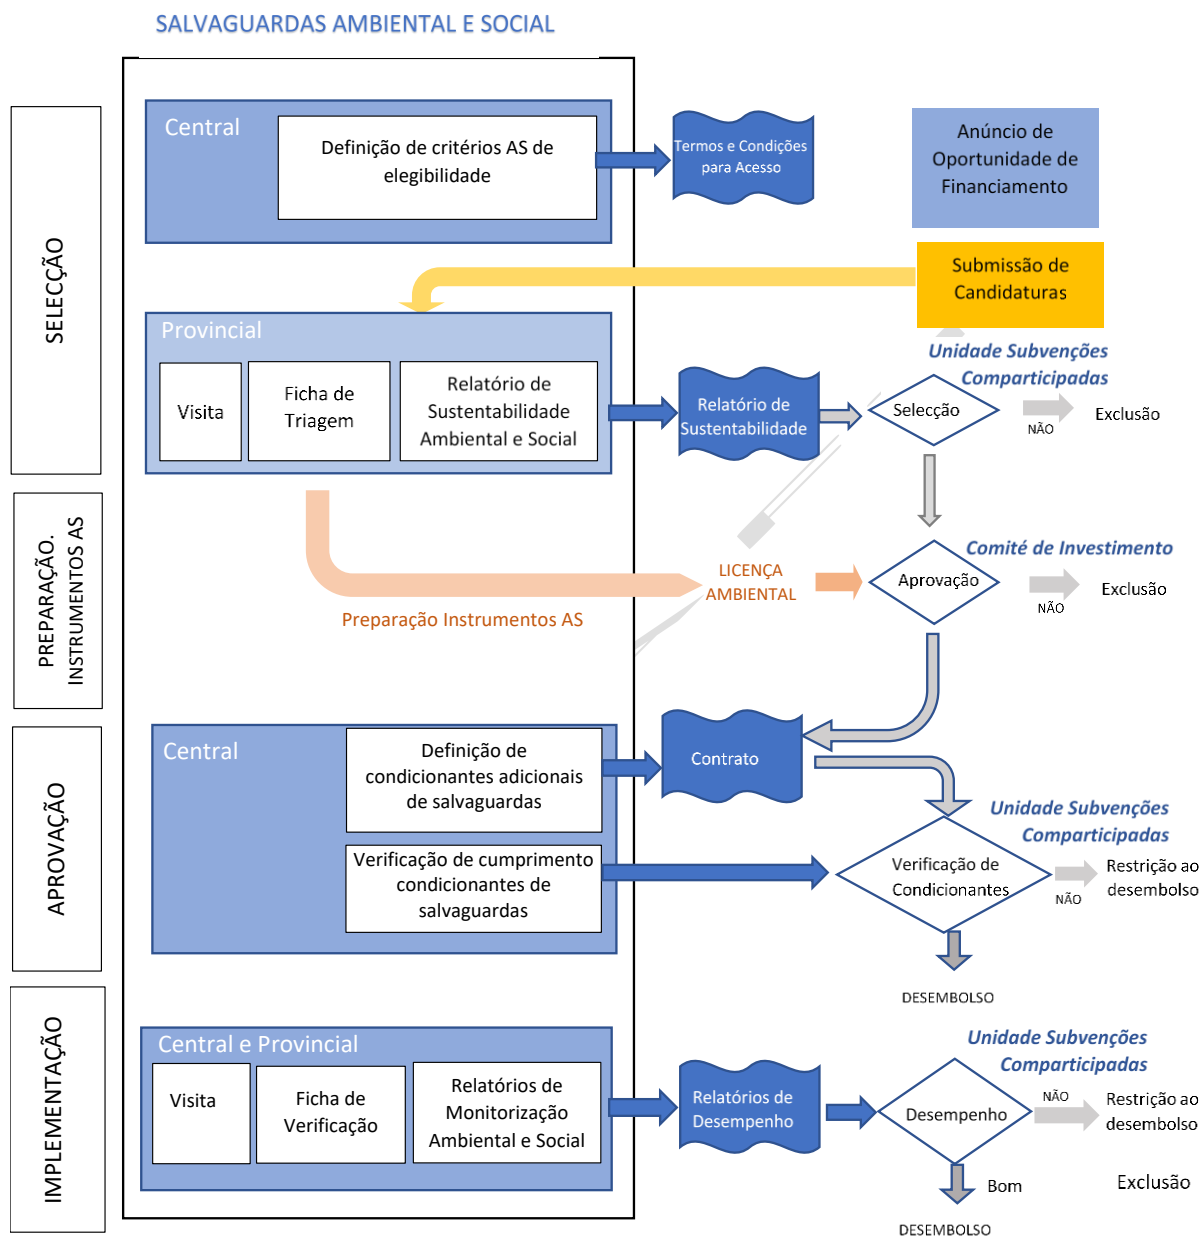 SALVAGUARDAS AMBIENTAL E SOCIAL
SELECÇÃO
Central
Definição de critérios AS de
elegibilidade
Termos e Condições
para Acesso
Anúncio de
Oportunidade de
Financiamento
Submissão de
Candidaturas
Provincial
Visita
Ficha de
Triagem
Relatório de
Sustentabilidade
Ambiental e Social
Relatório de
Sustentabilidade
Unidade Subvenções
Comparticipadas
Selecção
NÃO
Exclusão
PREPARAÇÃO.
INSTRUMENTOS AS
Preparação Instrumentos AS
LICENÇA
AMBIENTAL
Comité de Investimento
Aprovação
NÃO
Exclusão
APROVAÇÃO
Central
Definição de
condicionantes adicionais
de salvaguardas
Contrato
Verificação de cumprimento
condicionantes de
salvaguardas
Unidade Subvenções
Comparticipadas
Verificação de
Condicionantes
NÃO
Restrição ao
desembolso
DESEMBOLSO
IMPLEMENTAÇÃO
Central e Provincial
Visita
Ficha de
Verificação
Relatórios de
Monitorização
Ambiental e Social
Relatórios de
Desempenho
Unidade Subvenções
Comparticipadas
Desempenho
NÃO
Restrição ao
desembolso
Bom
Exclusão
DESEMBOLSO